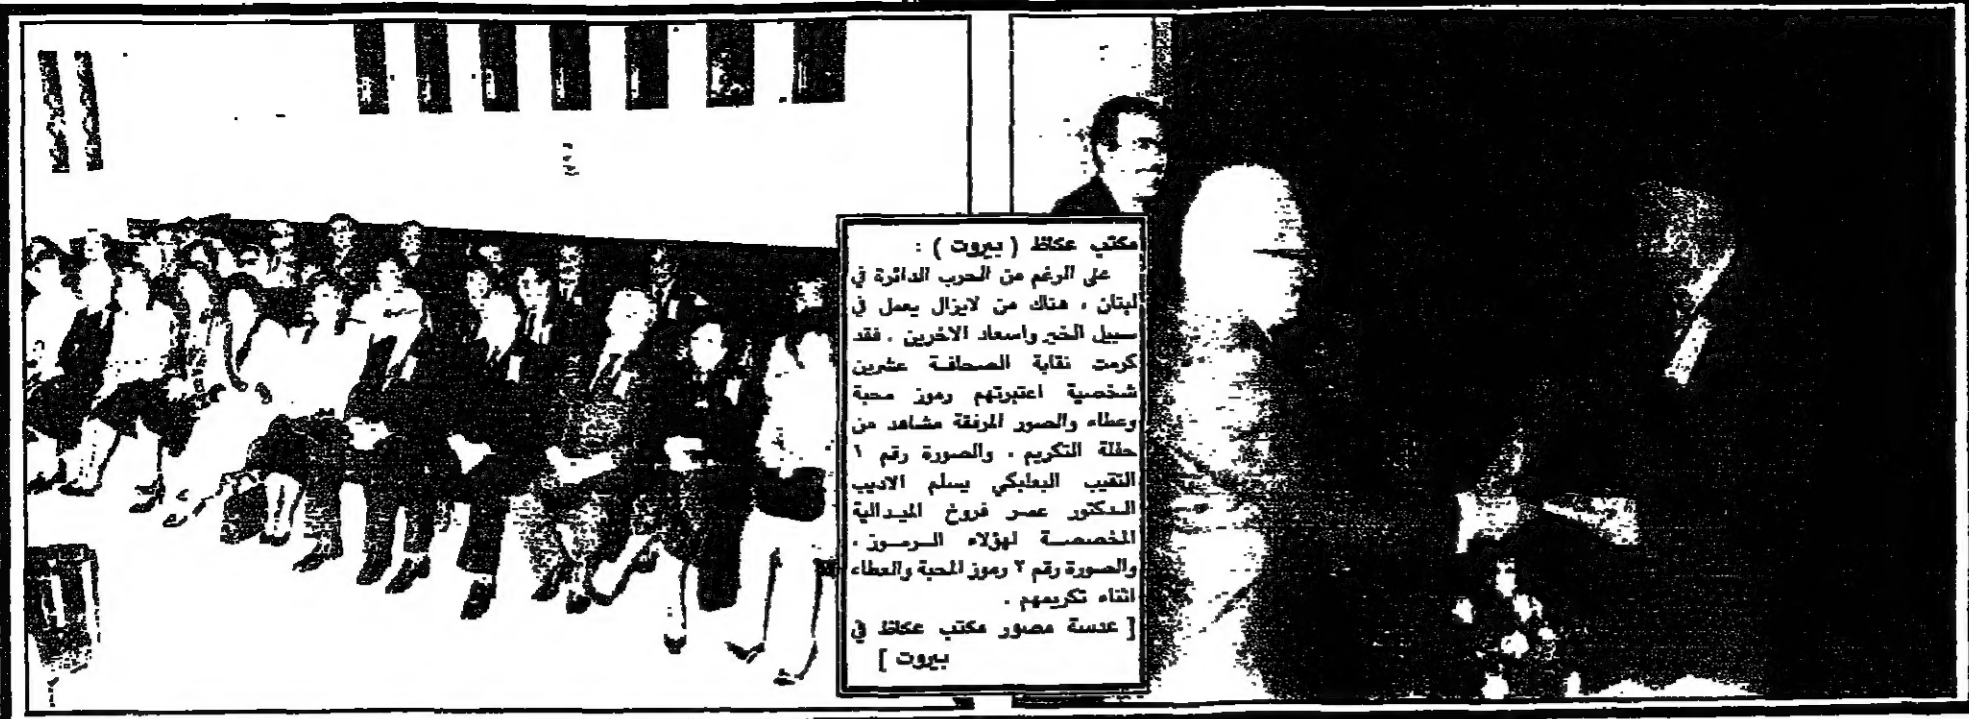 مكتب عكاظ ( بيروت ) :
على الرغم من الحرب الدائرة في
لبنان ، هناك من لايزال يعمل في
سبيل الخير واسعاد الاخرين . فقد
كرمت نقابة الصحافة عشرين
شخصية اعتبرتهم رموز محبة
وعطاء والصور المرفقة مشاهد من
حفلة التكريم . والصورة رقم ١
النقيب البعلبكي يسلم الاديب
الدكتور عمر فروخ الميدالية
المخصصة لهؤلاء الرموز .
والصورة رقم ٢ رموز المحبة والعطاء
اثناء تكريمهم .
[ عدسة مصور مكتب عكاظ في
بيروت ]